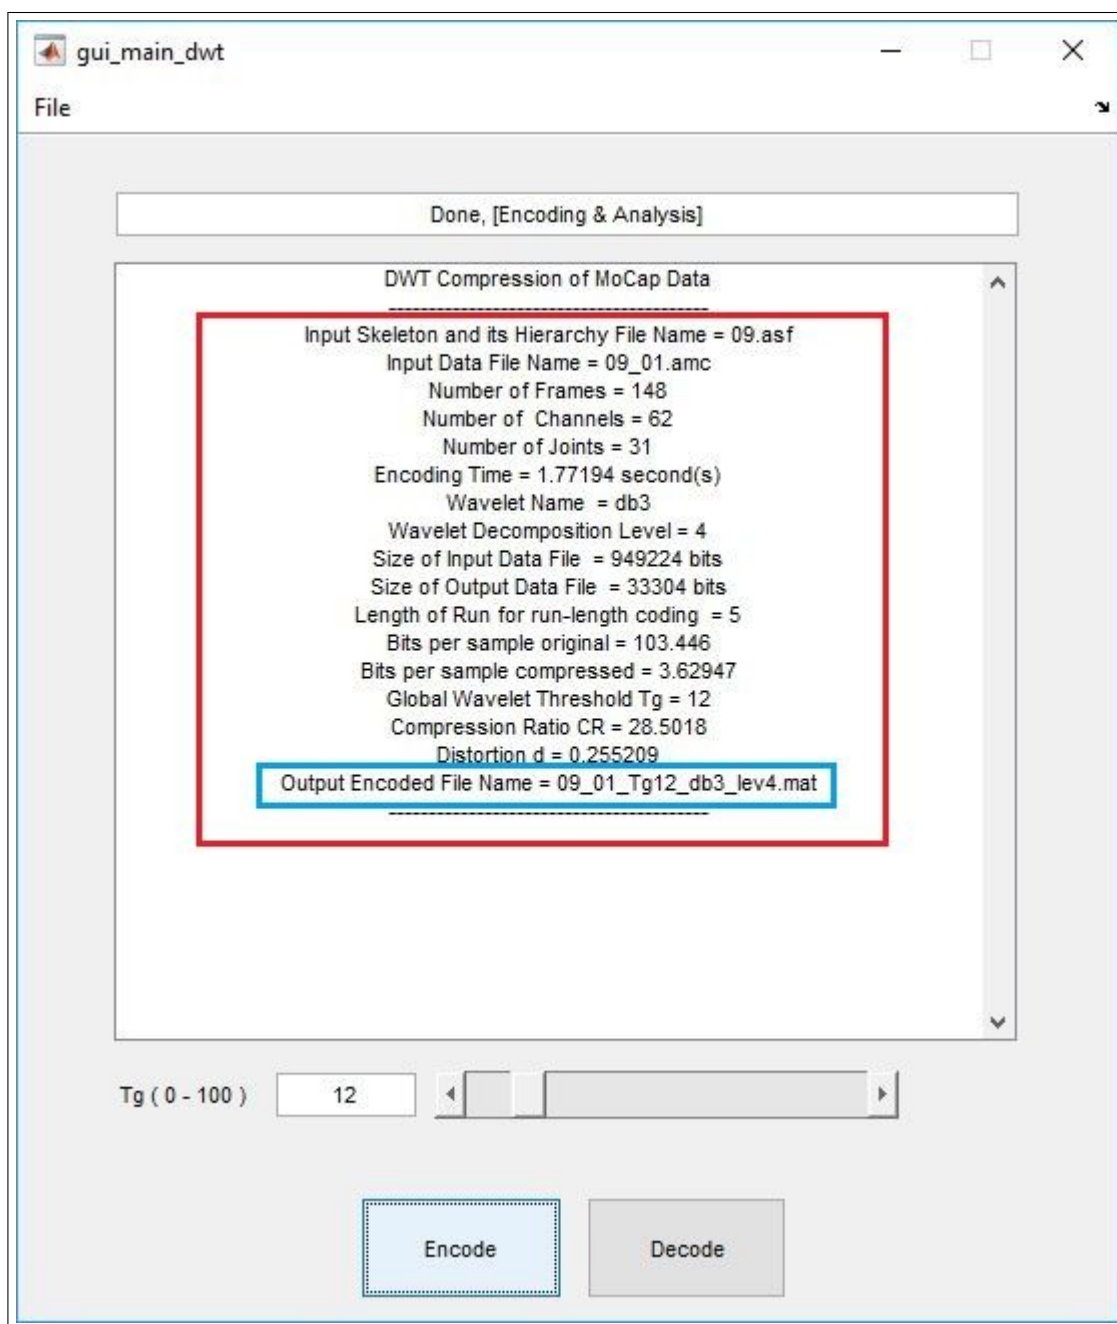 gui_main_dwt
File
Done, [Encoding & Analysis]
DWT Compression of MoCap Data
----------------------------------------
Input Skeleton and its Hierarchy File Name = 09.asf
Input Data File Name = 09_01.amc
Number of Frames = 148
Number of  Channels = 62
Number of Joints = 31
Encoding Time = 1.77194 second(s)
Wavelet Name  = db3
Wavelet Decomposition Level = 4
Size of Input Data File  = 949224 bits
Size of Output Data File  = 33304 bits
Length of Run for run-length coding  = 5
Bits per sample original = 103.446
Bits per sample compressed = 3.62947
Global Wavelet Threshold Tg = 12
Compression Ratio CR = 28.5018
Distortion d = 0.255209
Output Encoded File Name = 09_01_Tg12_db3_lev4.mat
----------------------------------------
Tg ( 0 - 100 ) 12
Encode Decode